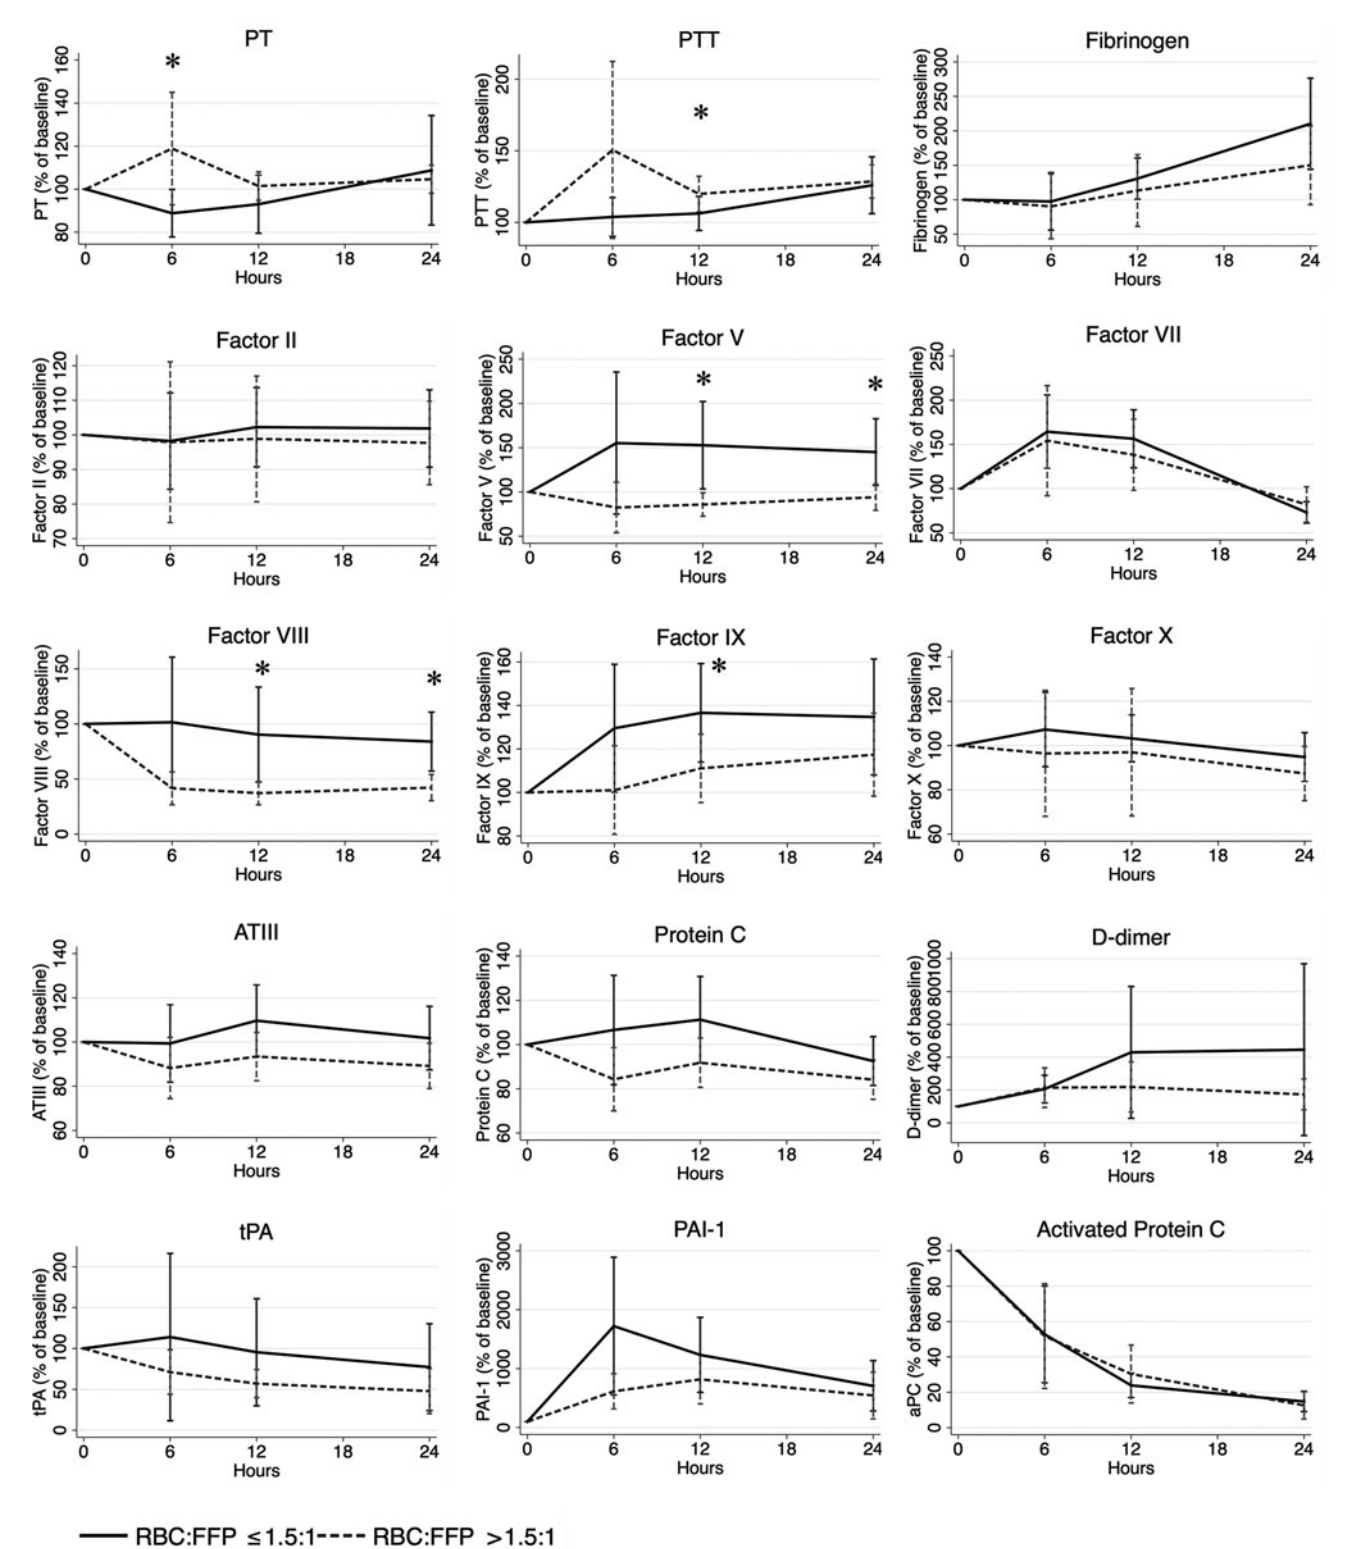 PT
PT (% of baseline)
80 100 120 140 160
*
0 6 12 18 24
Hours
PTT
PTT (% of baseline)
100 150 200
*
0 6 12 18 24
Hours
Fibrinogen
Fibrinogen (% of baseline)
50 100 150 200 250 300
0 6 12 18 24
Hours
Factor II
Factor II (% of baseline)
70 80 90 100 110 120
0 6 12 18 24
Hours
Factor V
Factor V (% of baseline)
50 100 150 200 250
* *
0 6 12 18 24
Hours
Factor VII
Factor VII (% of baseline)
50 100 150 200 250
0 6 12 18 24
Hours
Factor VIII
Factor VIII (% of baseline)
0 50 100 150
* *
0 6 12 18 24
Hours
Factor IX
Factor IX (% of baseline)
80 100 120 140 160
*
0 6 12 18 24
Hours
Factor X
Factor X (% of baseline)
60 80 100 120 140
0 6 12 18 24
Hours
ATIII
ATIII (% of baseline)
60 80 100 120 140
0 6 12 18 24
Hours
Protein C
Protein C (% of baseline)
60 80 100 120 140
0 6 12 18 24
Hours
D-dimer
D-dimer (% of baseline)
0 200 400 600 800 1000
0 6 12 18 24
Hours
tPA
tPA (% of baseline)
0 50 100 150 200
0 6 12 18 24
Hours
PAI-1
PAI-1 (% of baseline)
0 1000 2000 3000
0 6 12 18 24
Hours
Activated Protein C
aPC (% of baseline)
0 20 40 60 80 100
0 6 12 18 24
Hours
RBC:FFP ≤1.5:1 RBC:FFP >1.5:1